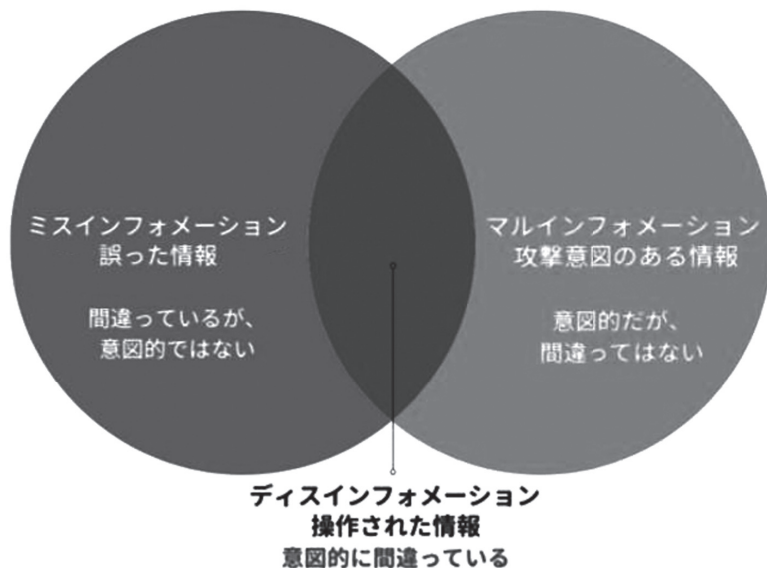 ミスインフォメーション
誤った情報
間違っているが、
意図的ではない
マルインフォメーション
攻撃意図のある情報
意図的だが、
間違ってはない
ディスインフォメーション
操作された情報
意図的に間違っている